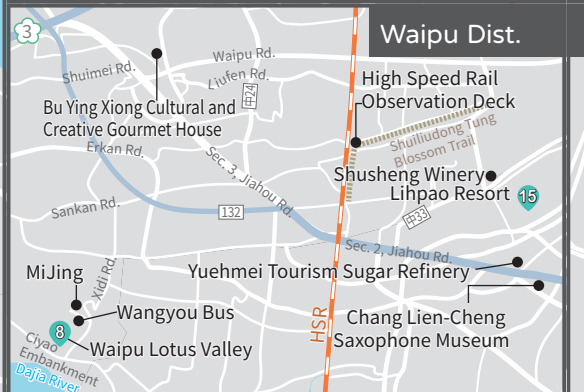 3
Waipu Dist.
Waipu Rd.
Shuimei Rd.
Liufen Rd.
High Speed Rail
Observation Deck
Bu Ying Xiong Cultural and
Creative Gourmet House
中24
Shuiliudong Tung
Blossom Trail
Erkan Rd.
Sec. 3, Jiahou Rd.
Shusheng Winery
Lihpao Resort
15
Sankan Rd.
132
中33
Sec. 2, Jiahou Rd.
MiJing
Xidi Rd.
Yuehmei Tourism Sugar Refinery
Wangyou Bus
HSR
Chang Lien-Cheng
Saxophone Museum
8
Waipu Lotus Valley
Ciyao
Embankment
Dajia River